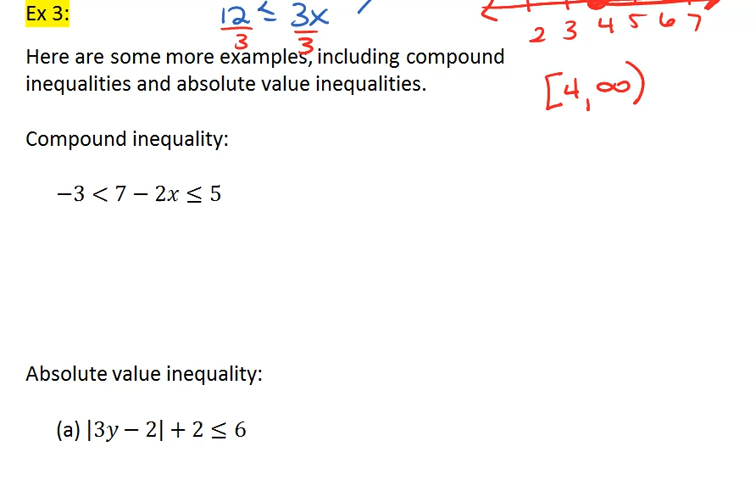 Ex 3:
12 ≤ 3x
3 3
2 3 4 5 6 7
[4, ∞)
Here are some more examples, including compound
inequalities and absolute value inequalities.
Compound inequality:
−3 < 7 − 2x ≤ 5
Absolute value inequality:
(a) |3y − 2| + 2 ≤ 6